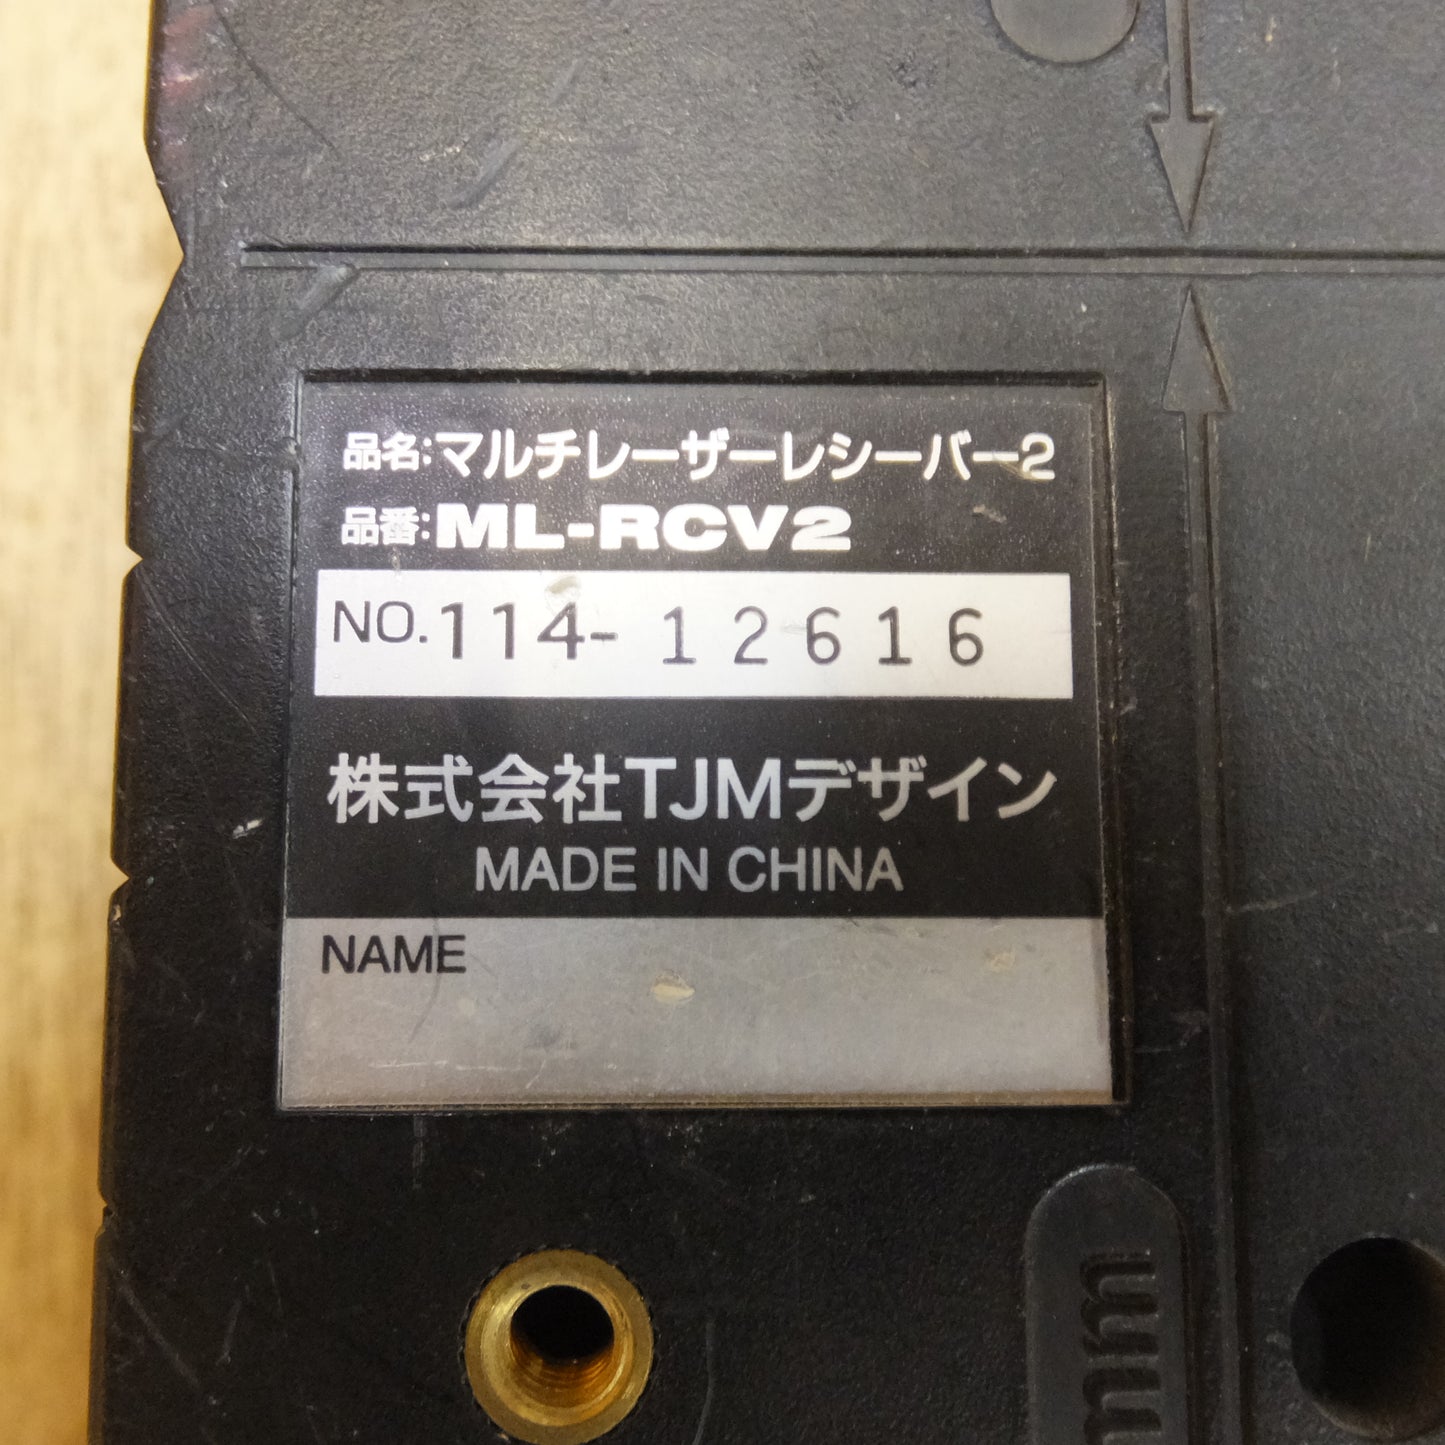 品名:マルチレーザーレシーバー2
品番:ML-RCV2
NO.114-12616
株式会社TJMデザイン
MADE IN CHINA
NAME
mm